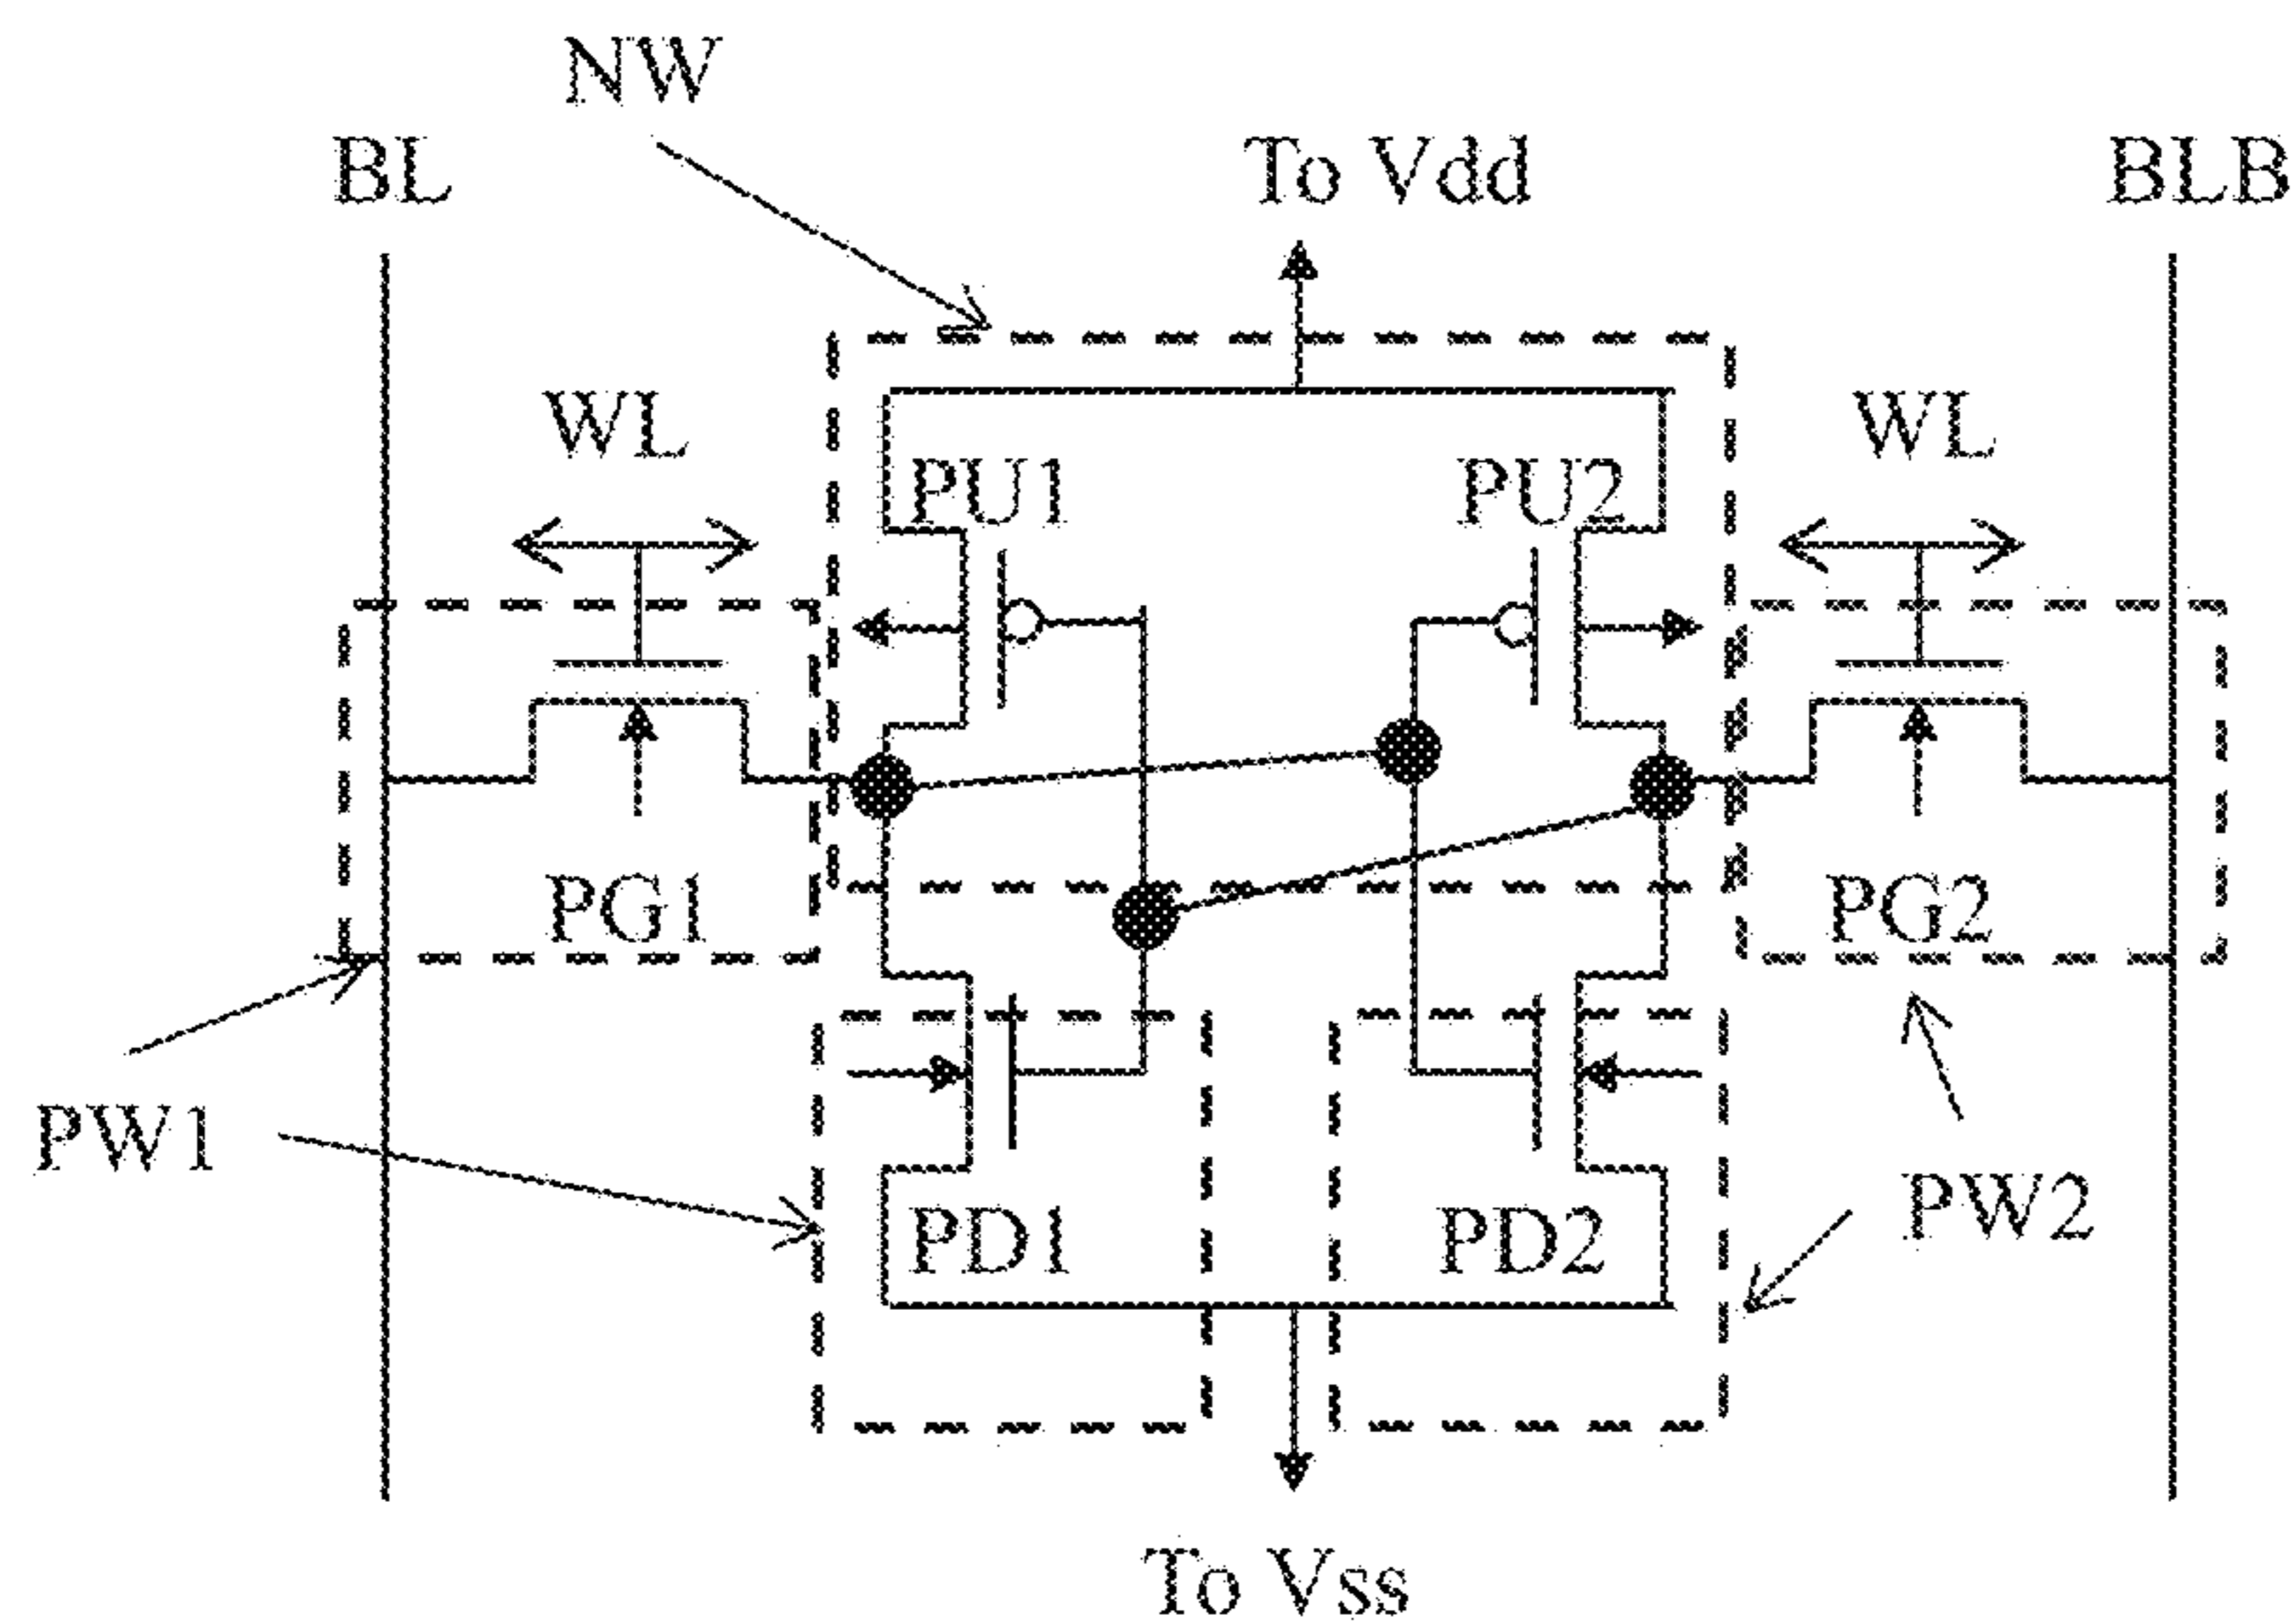 NW
BL
To Vdd
BLB
WL
WL
PU1
PU2
PG1
PG2
PW1
PW2
PD1
PD2
To Vss